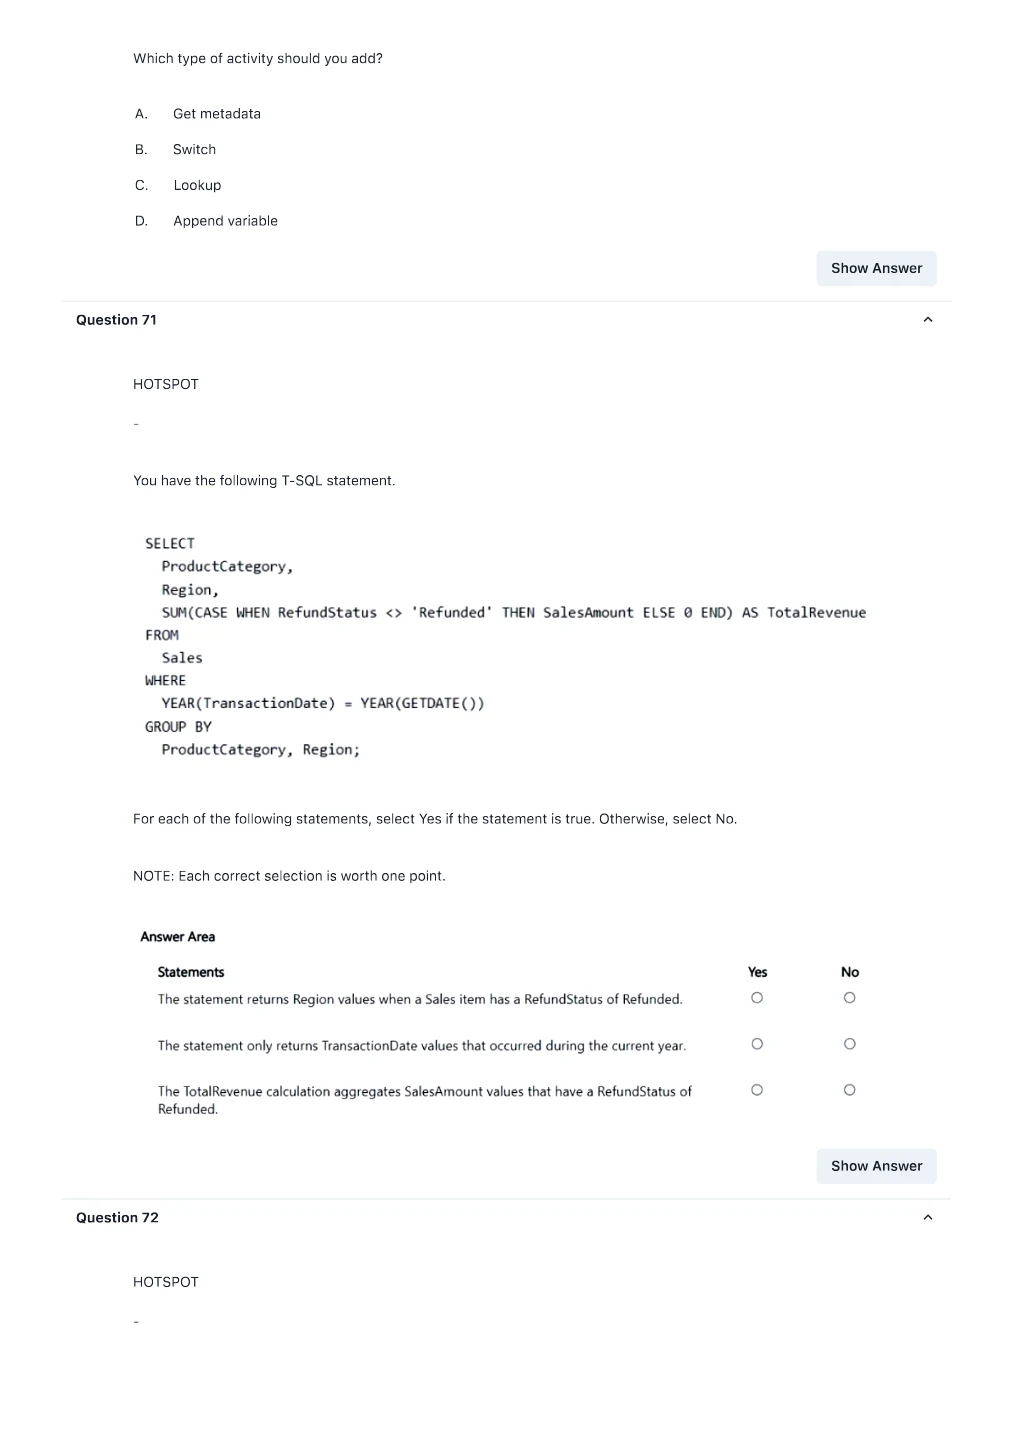 Which type of activity should you add?
A. Get metadata
B. Switch
C. Lookup
D. Append variable
Show Answer
Question 71
HOTSPOT
-
You have the following T-SQL statement.
SELECT
ProductCategory,
Region,
SUM(CASE WHEN RefundStatus <> 'Refunded' THEN SalesAmount ELSE 0 END) AS TotalRevenue
FROM
Sales
WHERE
YEAR(TransactionDate) = YEAR(GETDATE())
GROUP BY
ProductCategory, Region;
For each of the following statements, select Yes if the statement is true. Otherwise, select No.
NOTE: Each correct selection is worth one point.
Answer Area
Statements Yes No
The statement returns Region values when a Sales item has a RefundStatus of Refunded.
The statement only returns TransactionDate values that occurred during the current year.
The TotalRevenue calculation aggregates SalesAmount values that have a RefundStatus of
Refunded.
Show Answer
Question 72
HOTSPOT
-